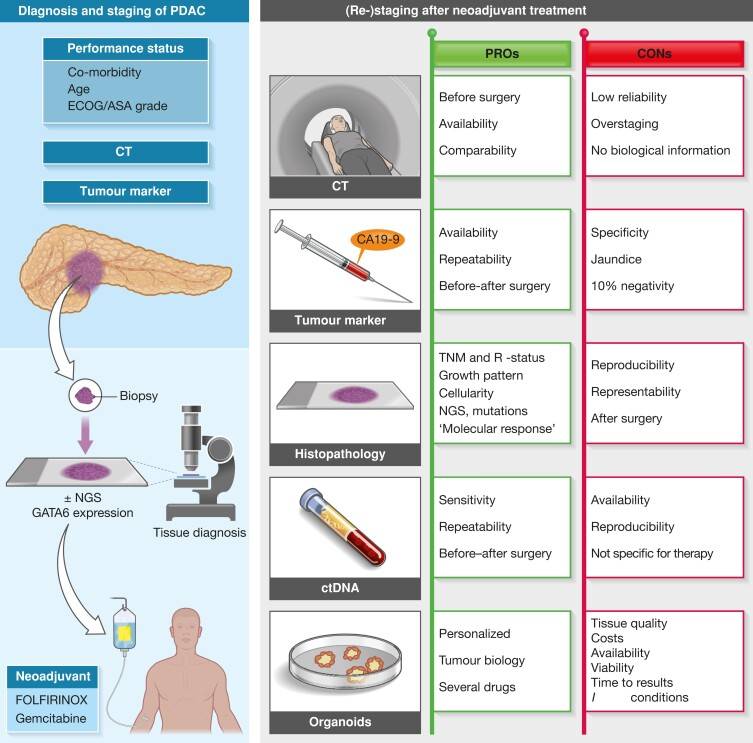 Diagnosis and staging of PDAC
Performance status
Co-morbidity
Age
ECOG/ASA grade
CT
Tumour marker
Biopsy
± NGS
GATA6 expression
Tissue diagnosis
Neoadjuvant
FOLFIRINOX
Gemcitabine
(Re-)staging after neoadjuvant treatment
PROs
CONs
CT
Before surgery
Availability
Comparability
Low reliability
Overstaging
No biological information
CA19-9
Tumour marker
Availability
Repeatability
Before-after surgery
Specificity
Jaundice
10% negativity
Histopathology
TNM and R -status
Growth pattern
Cellularity
NGS, mutations
‘Molecular response’
Reproducibility
Representability
After surgery
ctDNA
Sensitivity
Repeatability
Before–after surgery
Availability
Reproducibility
Not specific for therapy
Organoids
Personalized
Tumour biology
Several drugs
Tissue quality
Costs
Availability
Viability
Time to results
I conditions